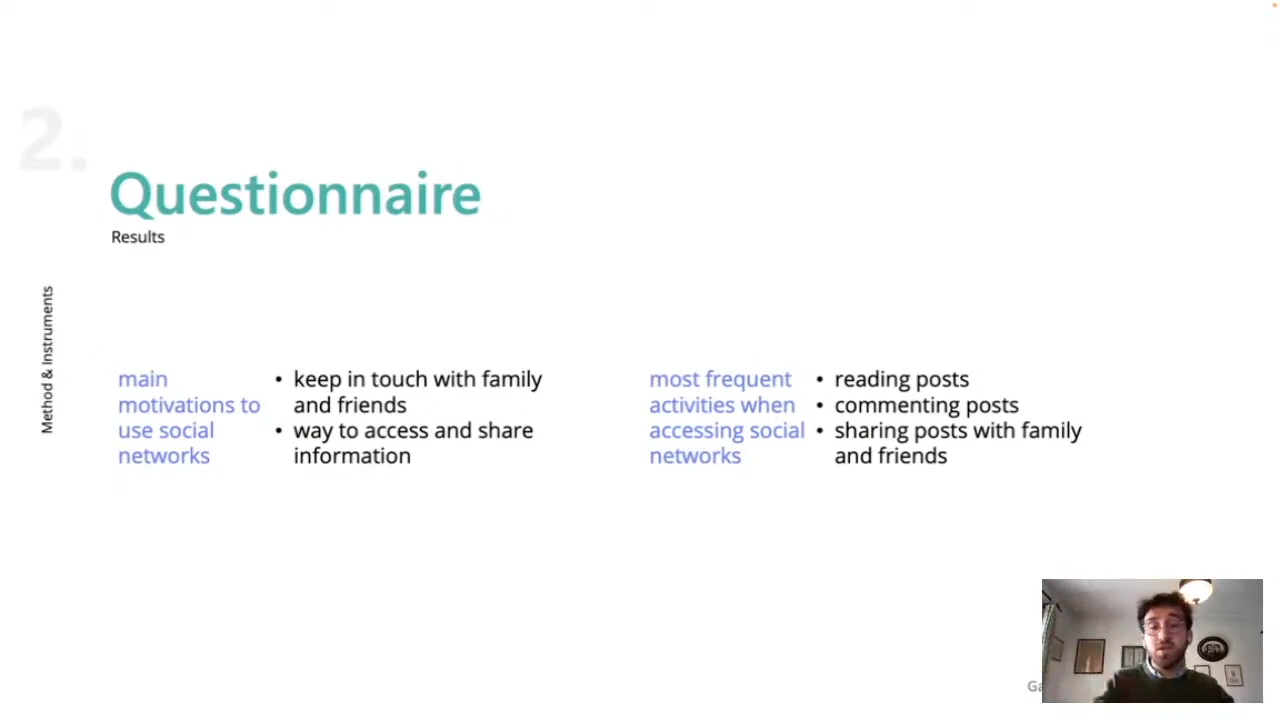 2.
Questionnaire
Results
Method & Instruments
main
motivations to
use social
networks
• keep in touch with family
and friends
• way to access and share
information
most frequent
activities when
accessing social
networks
• reading posts
• commenting posts
• sharing posts with family
and friends